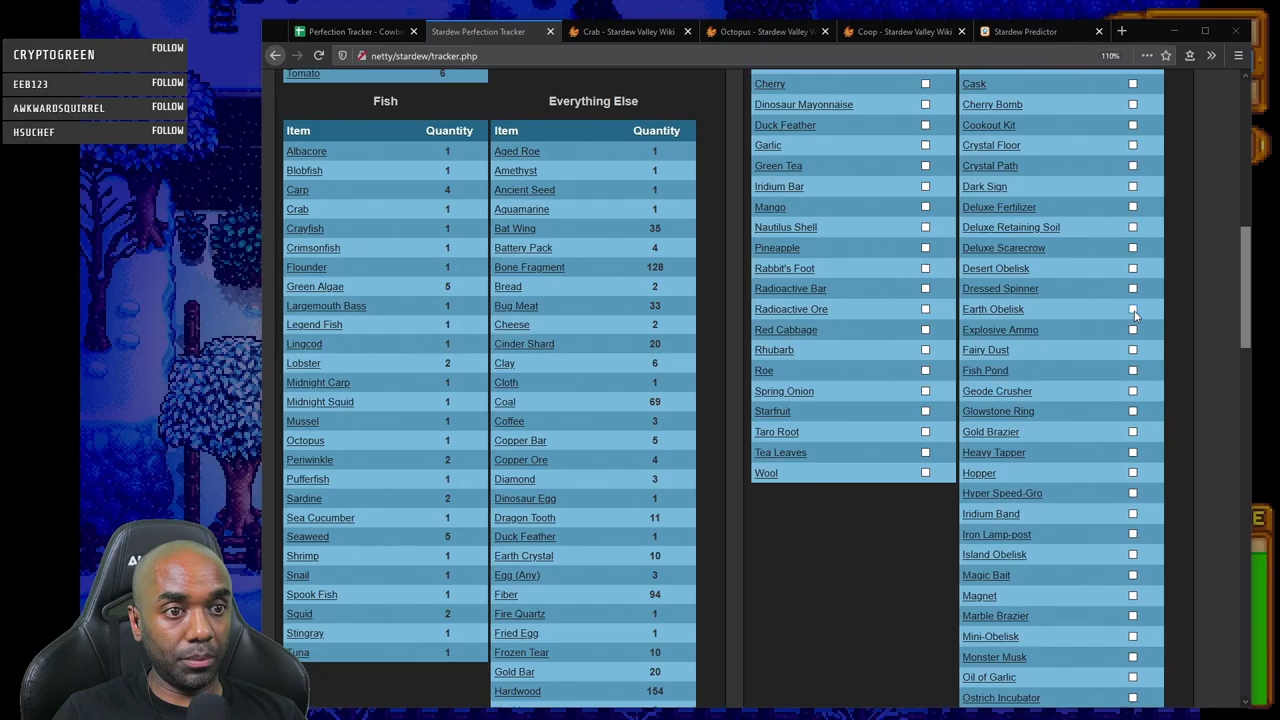 CRYPTOGREEN FOLLOW
EEB123 FOLLOW
AWKWARDSQUIRREL FOLLOW
HSUCHEF FOLLOW
Perfection Tracker - Cowb
Stardew Perfection Tracker
Crab - Stardew Valley Wiki
Octopus - Stardew Valley W
Coop - Stardew Valley Wiki
Stardew Predictor
netty/stardew/tracker.php
110%
Tomato 6
Fish
Item Quantity
Albacore 1
Blobfish 1
Carp 4
Crab 1
Crayfish 1
Crimsonfish 1
Flounder 1
Green Algae 5
Largemouth Bass 1
Legend Fish 1
Lingcod 1
Lobster 2
Midnight Carp 1
Midnight Squid 1
Mussel 1
Octopus 1
Periwinkle 2
Pufferfish 1
Sardine 2
Sea Cucumber 1
Seaweed 5
Shrimp 1
Snail 1
Spook Fish 1
Squid 2
Stingray 1
Tuna 1
Everything Else
Item Quantity
Aged Roe 1
Amethyst 1
Ancient Seed 1
Aquamarine 1
Bat Wing 35
Battery Pack 4
Bone Fragment 128
Bread 2
Bug Meat 33
Cheese 2
Cinder Shard 20
Clay 6
Cloth 1
Coal 69
Coffee 3
Copper Bar 5
Copper Ore 4
Diamond 3
Dinosaur Egg 1
Dragon Tooth 11
Duck Feather 1
Earth Crystal 10
Egg (Any) 3
Fiber 94
Fire Quartz 1
Fried Egg 1
Frozen Tear 10
Gold Bar 20
Hardwood 154
Cherry
Dinosaur Mayonnaise
Duck Feather
Garlic
Green Tea
Iridium Bar
Mango
Nautilus Shell
Pineapple
Rabbit's Foot
Radioactive Bar
Radioactive Ore
Red Cabbage
Rhubarb
Roe
Spring Onion
Starfruit
Taro Root
Tea Leaves
Wool
Cask
Cherry Bomb
Cookout Kit
Crystal Floor
Crystal Path
Dark Sign
Deluxe Fertilizer
Deluxe Retaining Soil
Deluxe Scarecrow
Desert Obelisk
Dressed Spinner
Earth Obelisk
Explosive Ammo
Fairy Dust
Fish Pond
Geode Crusher
Glowstone Ring
Gold Brazier
Heavy Tapper
Hopper
Hyper Speed-Gro
Iridium Band
Iron Lamp-post
Island Obelisk
Magic Bait
Magnet
Marble Brazier
Mini-Obelisk
Monster Musk
Oil of Garlic
Ostrich Incubator